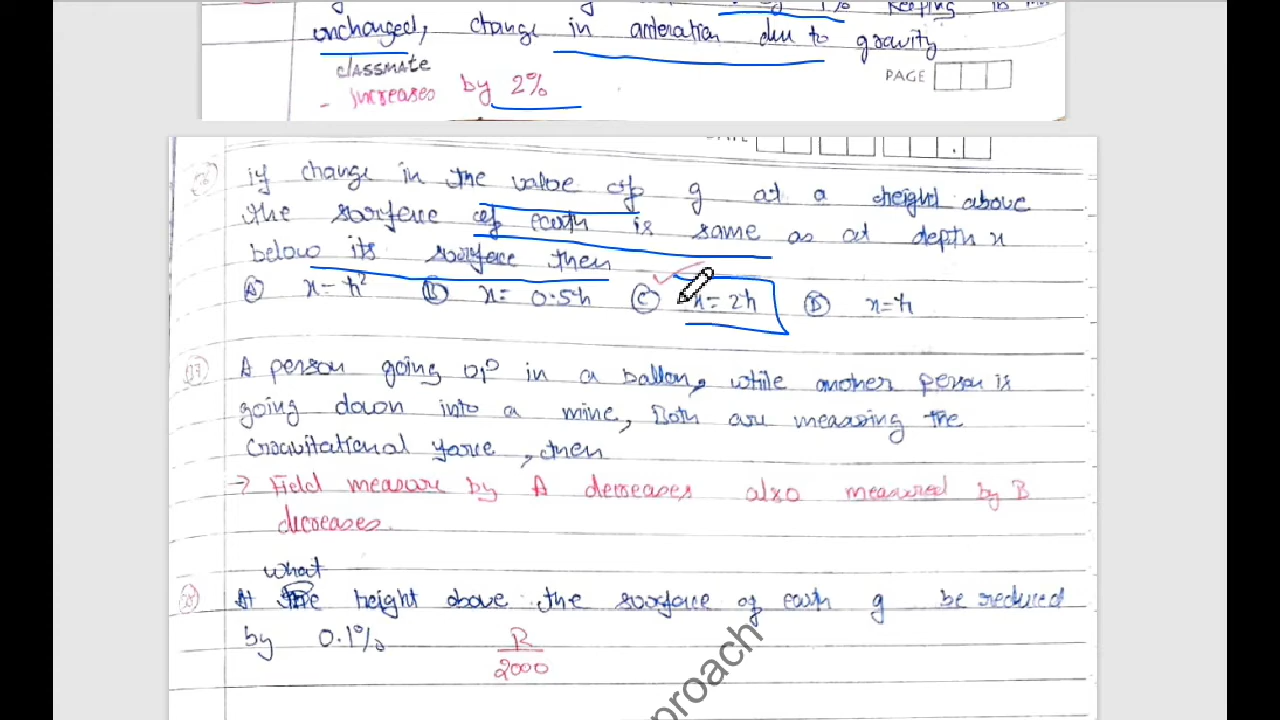 unchanged, change in acceleration due to gravity
classmate
PAGE
- increases by 2%
if change in the value of g at a height above
the surface of earth is same as at depth x
below its surface then
(A) x = h² (B) x = 0.5h (C) x = 2h (D) x = h
(27) A person going up in a ballon, while another person is
going down into a mine, Both are measuring the
Gravitational force, then
→ Field measure by A decreases also measured by B
decreases.
what
At the height above the surface of earth g be reduced
by 0.1% R/2000
proach